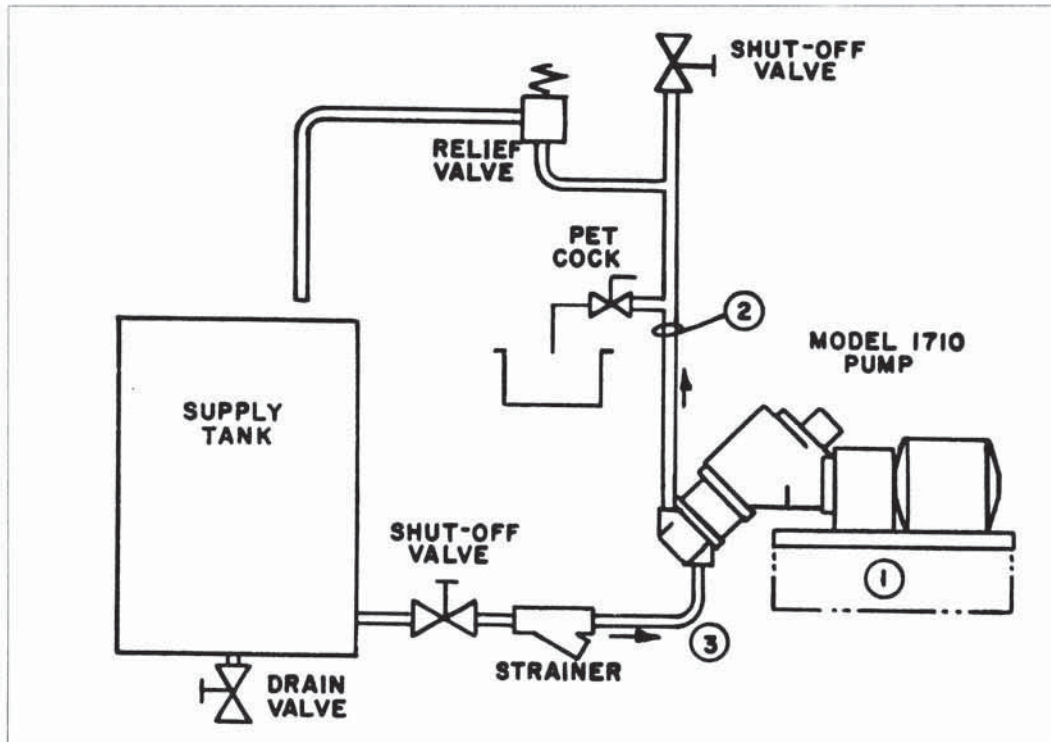 SHUT-OFF
VALVE
RELIEF
VALVE
PET
COCK
2
MODEL 1710
PUMP
SUPPLY
TANK
SHUT-OFF
VALVE
1
3
STRAINER
DRAIN
VALVE